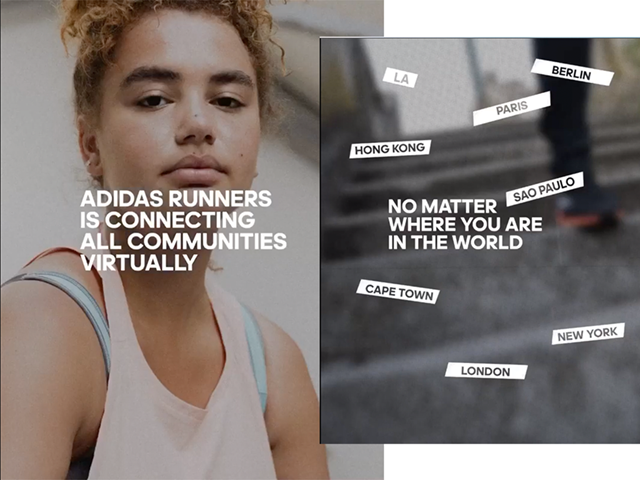 ADIDAS RUNNERS
IS CONNECTING
ALL COMMUNITIES
VIRTUALLY
LA
BERLIN
PARIS
HONG KONG
SAO PAULO
NO MATTER
WHERE YOU ARE
IN THE WORLD
CAPE TOWN
NEW YORK
LONDON